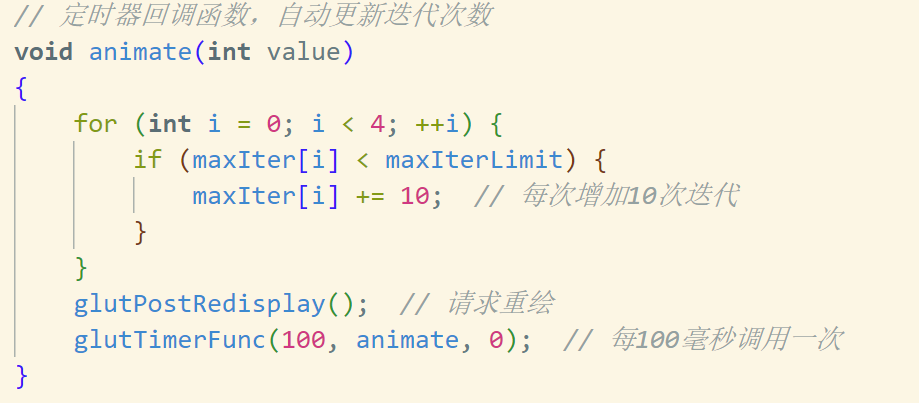 // 定时器回调函数，自动更新迭代次数
void animate(int value)
{
    for (int i = 0; i < 4; ++i) {
        if (maxIter[i] < maxIterLimit) {
            maxIter[i] += 10;  // 每次增加10次迭代
        }
    }
    glutPostRedisplay();  // 请求重绘
    glutTimerFunc(100, animate, 0);  // 每100毫秒调用一次
}